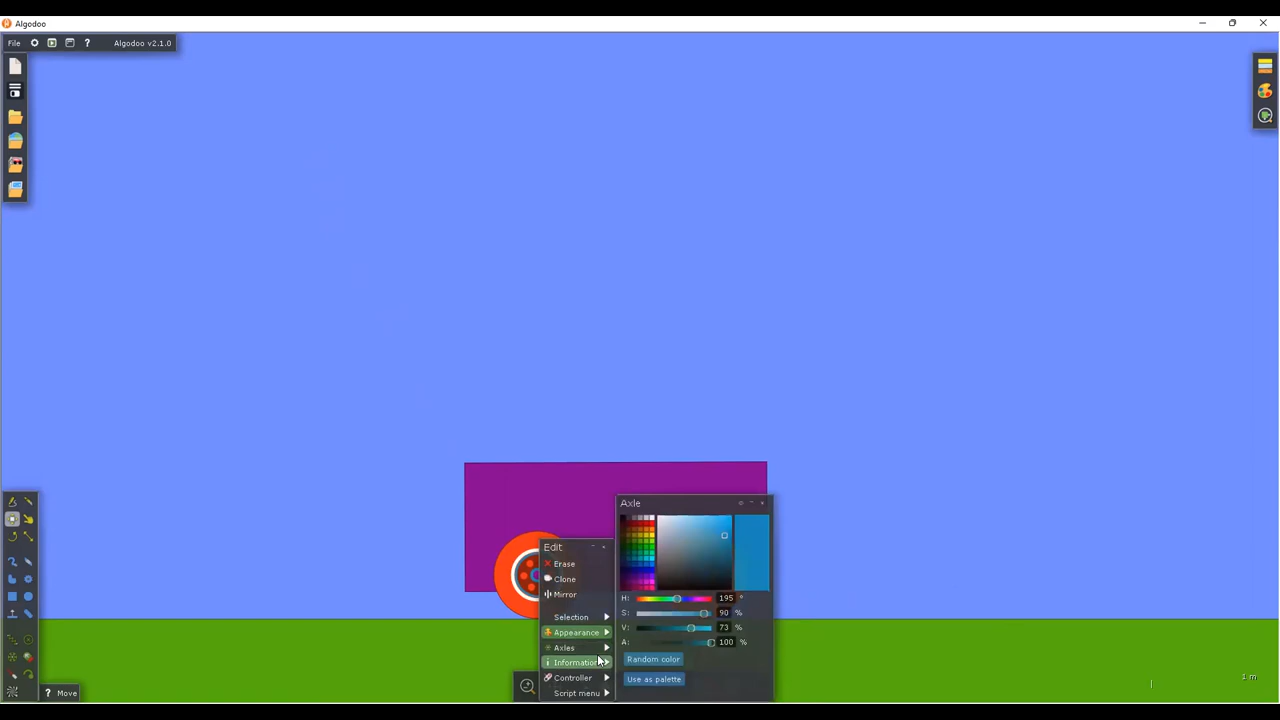 Algodoo
File ? Algodoo v2.1.0
Axle
Edit
Erase
Clone
Mirror
H: 195 °
S: 90 %
Selection
V: 73 %
Appearance
A: 100 %
Axles
Random color
Information
Controller
Use as palette
Script menu
? Move
1 m